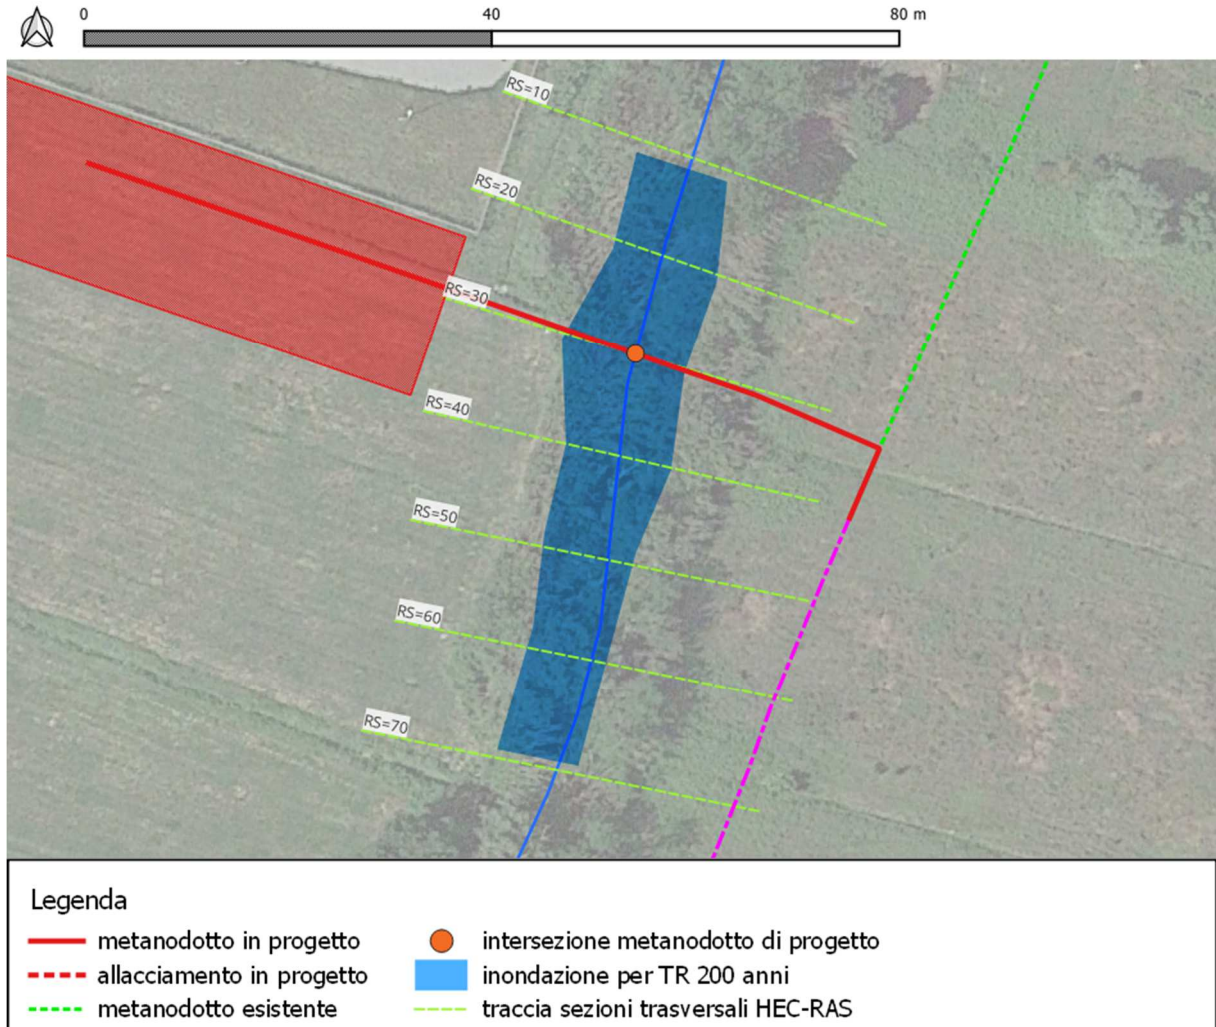 0 40 80 m
RS=10
RS=20
RS=30
RS=40
RS=50
RS=60
RS=70
Legenda
metanodotto in progetto
allacciamento in progetto
metanodotto esistente
intersezione metanodotto di progetto
inondazione per TR 200 anni
traccia sezioni trasversali HEC-RAS